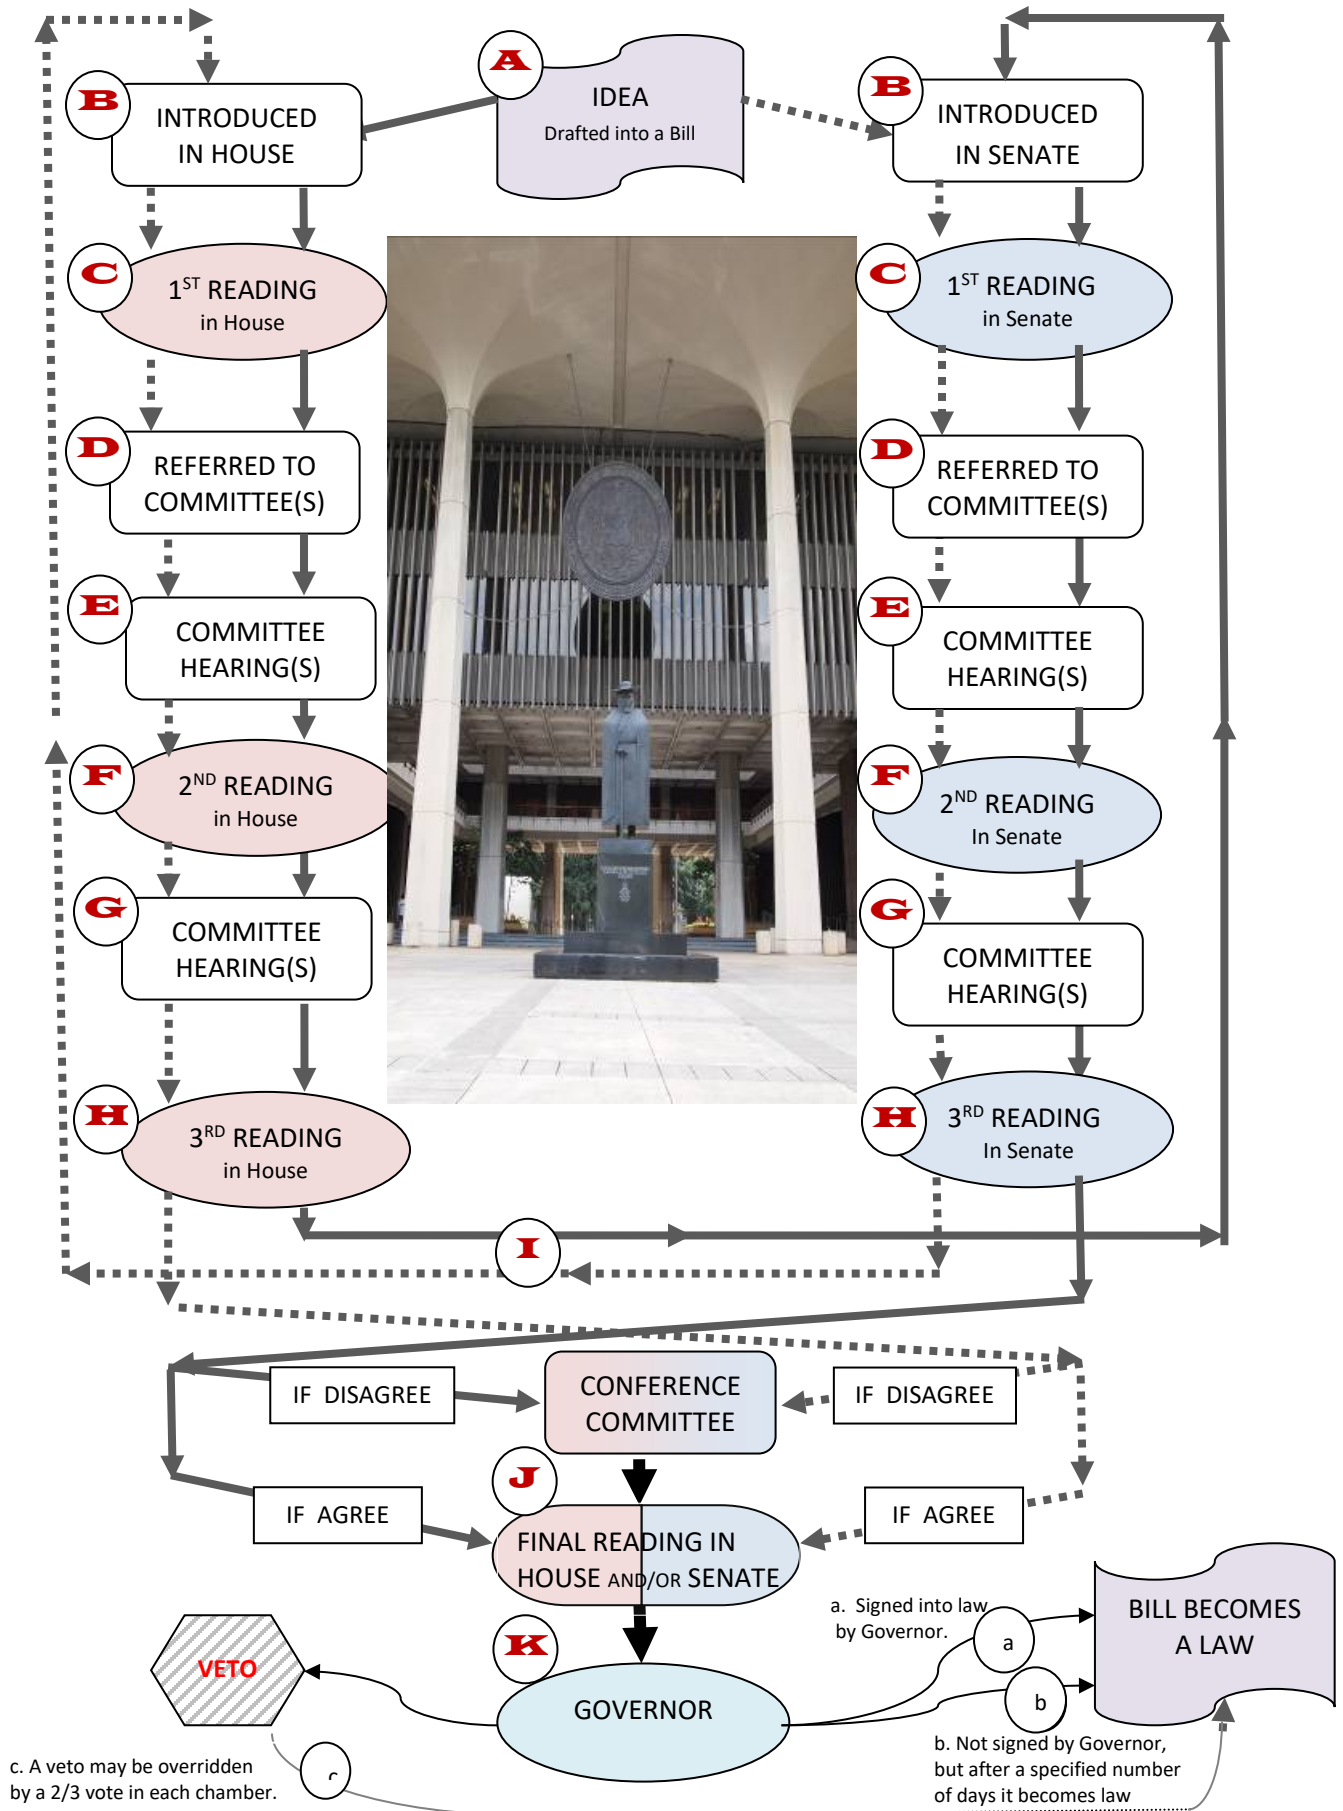 A
IDEA
Drafted into a Bill
B
INTRODUCED
IN HOUSE
B
INTRODUCED
IN SENATE
C
1ST READING
in House
C
1ST READING
in Senate
D
REFERRED TO
COMMITTEE(S)
D
REFERRED TO
COMMITTEE(S)
E
COMMITTEE
HEARING(S)
E
COMMITTEE
HEARING(S)
F
2ND READING
in House
F
2ND READING
In Senate
G
COMMITTEE
HEARING(S)
G
COMMITTEE
HEARING(S)
H
3RD READING
in House
H
3RD READING
In Senate
I
IF DISAGREE
CONFERENCE
COMMITTEE
IF DISAGREE
J
IF AGREE
FINAL READING IN
HOUSE AND/OR SENATE
IF AGREE
K
GOVERNOR
VETO
a. Signed into law
by Governor.
a
b
BILL BECOMES
A LAW
b. Not signed by Governor,
but after a specified number
of days it becomes law
c. A veto may be overridden
by a 2/3 vote in each chamber.
c